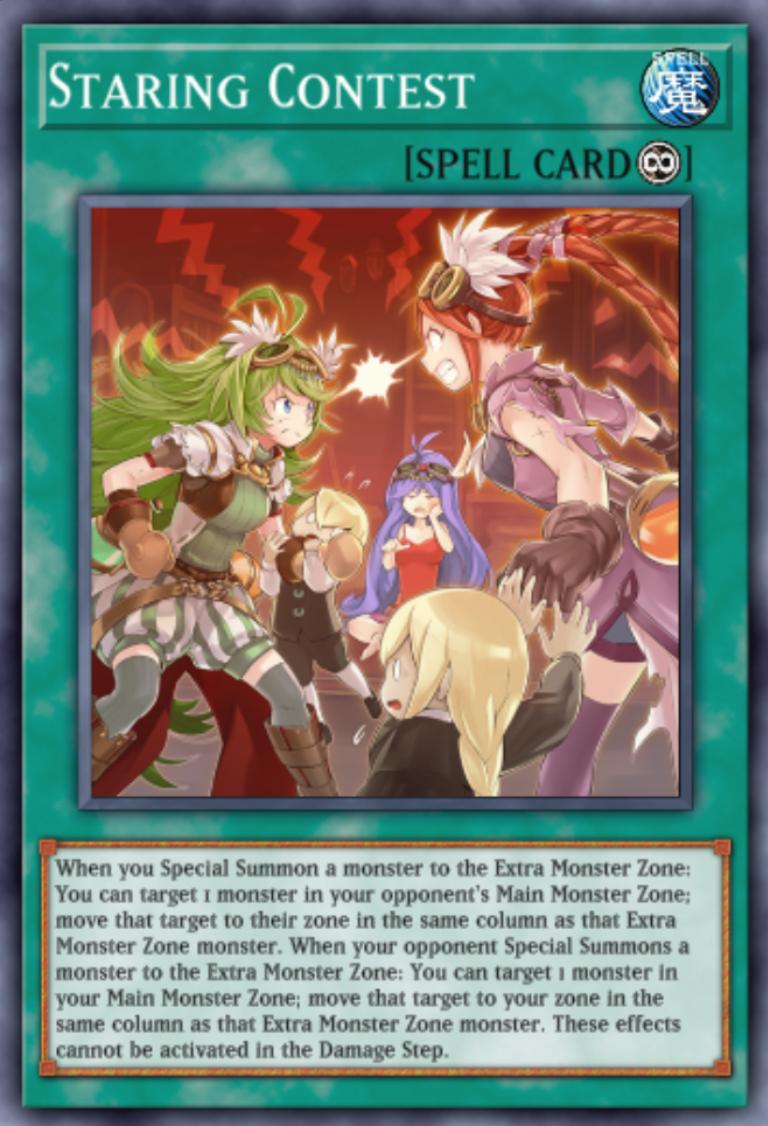 STARING CONTEST
SPELL
魔
[SPELL CARD]
When you Special Summon a monster to the Extra Monster Zone:
You can target 1 monster in your opponent's Main Monster Zone;
move that target to their zone in the same column as that Extra
Monster Zone monster. When your opponent Special Summons a
monster to the Extra Monster Zone: You can target 1 monster in
your Main Monster Zone; move that target to your zone in the
same column as that Extra Monster Zone monster. These effects
cannot be activated in the Damage Step.